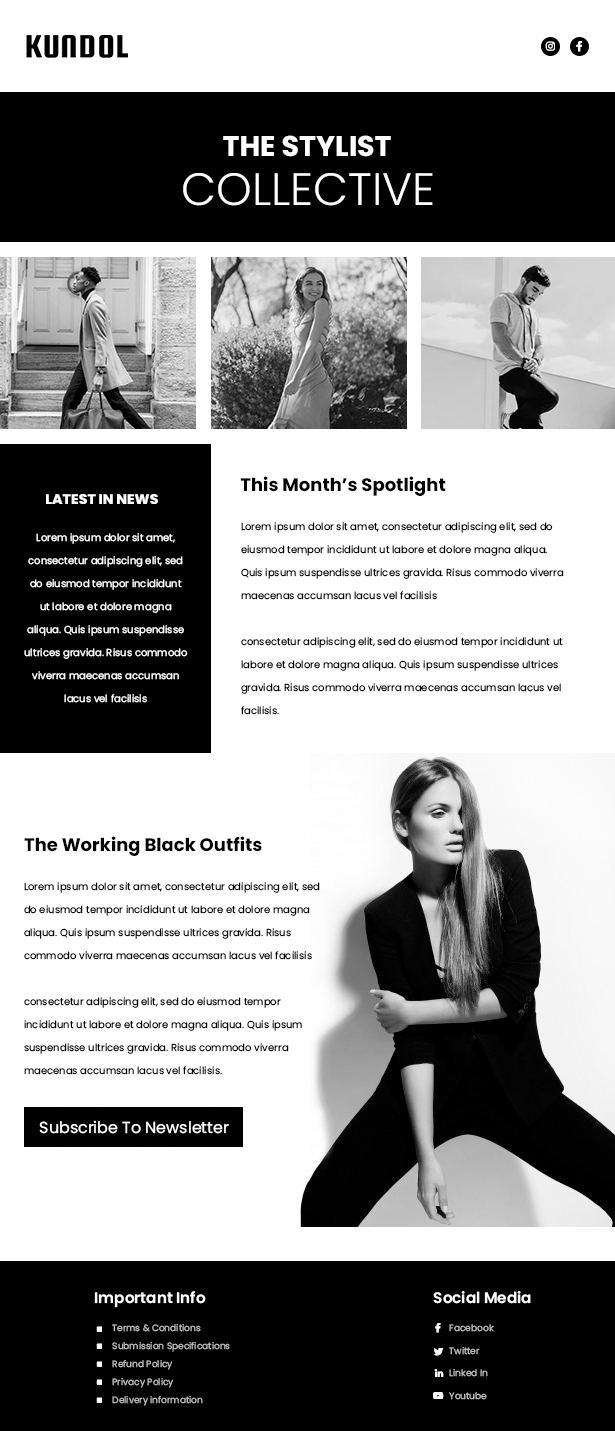 KUNDOL
THE STYLIST
COLLECTIVE
LATEST IN NEWS
Lorem ipsum dolor sit amet,
consectetur adipiscing elit, sed
do eiusmod tempor incididunt
ut labore et dolore magna
aliqua. Quis ipsum suspendisse
ultrices gravida. Risus commodo
viverra maecenas accumsan
lacus vel facilisis
This Month’s Spotlight
Lorem ipsum dolor sit amet, consectetur adipiscing elit, sed do
eiusmod tempor incididunt ut labore et dolore magna aliqua.
Quis ipsum suspendisse ultrices gravida. Risus commodo viverra
maecenas accumsan lacus vel facilisis
consectetur adipiscing elit, sed do eiusmod tempor incididunt ut
labore et dolore magna aliqua. Quis ipsum suspendisse ultrices
gravida. Risus commodo viverra maecenas accumsan lacus vel
facilisis.
The Working Black Outfits
Lorem ipsum dolor sit amet, consectetur adipiscing elit, sed
do eiusmod tempor incididunt ut labore et dolore magna
aliqua. Quis ipsum suspendisse ultrices gravida. Risus
commodo viverra maecenas accumsan lacus vel facilisis
consectetur adipiscing elit, sed do eiusmod tempor
incididunt ut labore et dolore magna aliqua. Quis ipsum
suspendisse ultrices gravida. Risus commodo viverra
maecenas accumsan lacus vel facilisis.
Subscribe To Newsletter
Important Info
Terms & Conditions
Submission Specifications
Refund Policy
Privacy Policy
Delivery information
Social Media
Facebook
Twitter
Linked In
Youtube